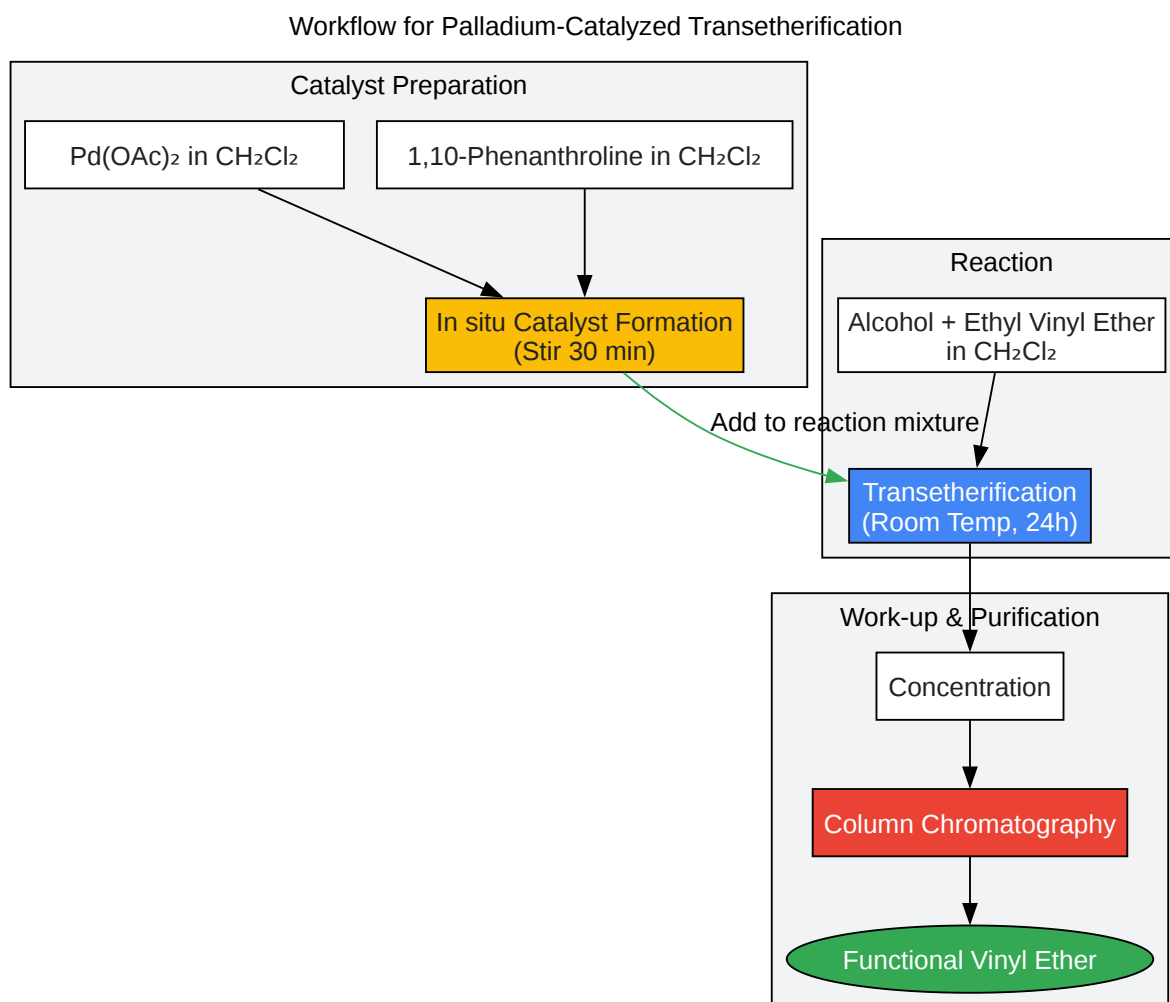 Workflow for Palladium-Catalyzed Transetherification
Catalyst Preparation
Pd(OAc)₂ in CH₂Cl₂
1,10-Phenanthroline in CH₂Cl₂
In situ Catalyst Formation
(Stir 30 min)
Reaction
Alcohol + Ethyl Vinyl Ether
in CH₂Cl₂
Add to reaction mixture
Transetherification
(Room Temp, 24h)
Work-up & Purification
Concentration
Column Chromatography
Functional Vinyl Ether